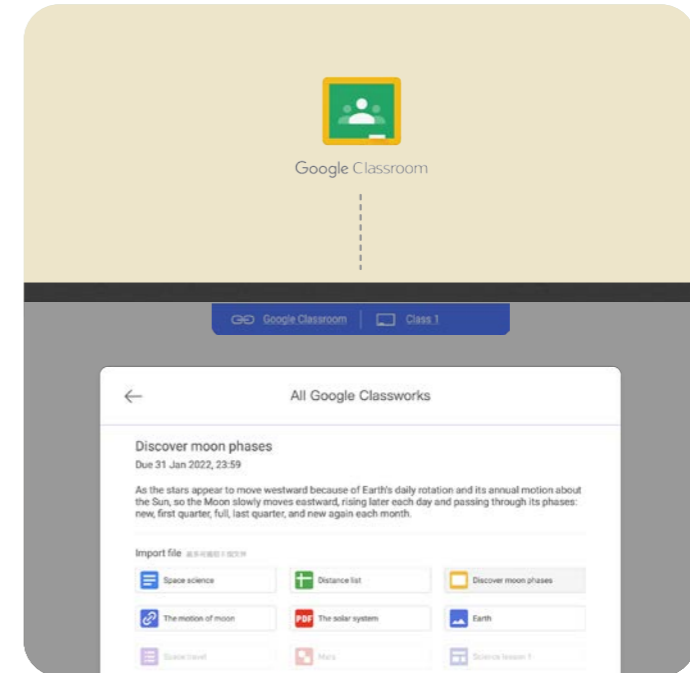 Google Classroom
Google Classroom Class 1
All Google Classworks
Discover moon phases
Due 31 Jan 2022, 23:59
As the stars appear to move westward because of Earth's daily rotation and its annual motion about
the Sun, so the Moon slowly moves eastward, rising later each day and passing through its phases:
new, first quarter, full, last quarter, and new again each month.
Import file
Space science Distance list Discover moon phases
The motion of moon PDF The solar system Earth
Space travel Mars Science lesson 1